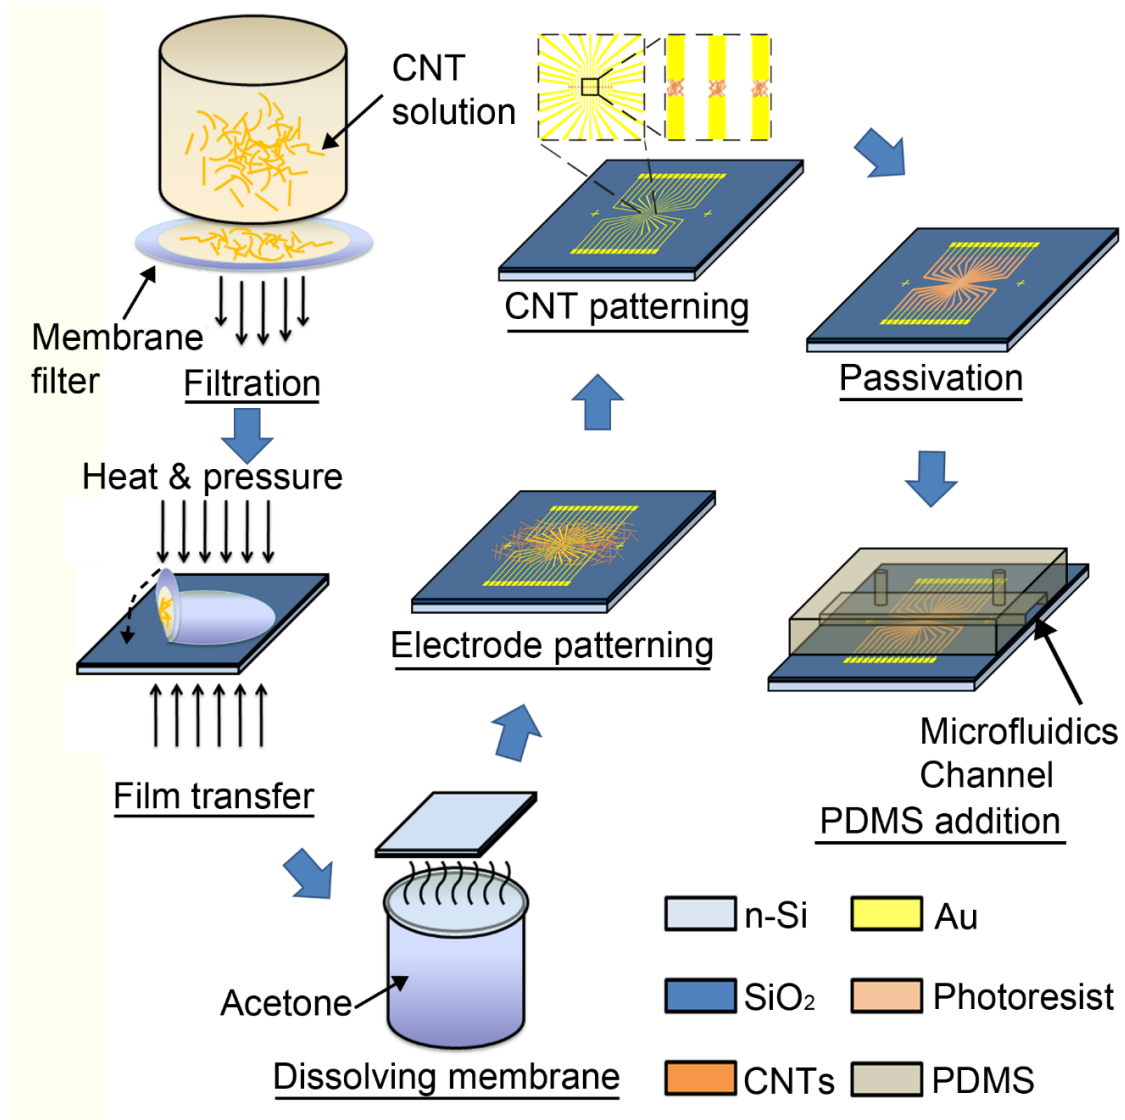 CNT
solution
Membrane
filter
Filtration
Heat & pressure
Film transfer
Acetone
Dissolving membrane
Electrode patterning
CNT patterning
Passivation
Microfluidics
Channel
PDMS addition
n-Si
Au
SiO₂
Photoresist
CNTs
PDMS